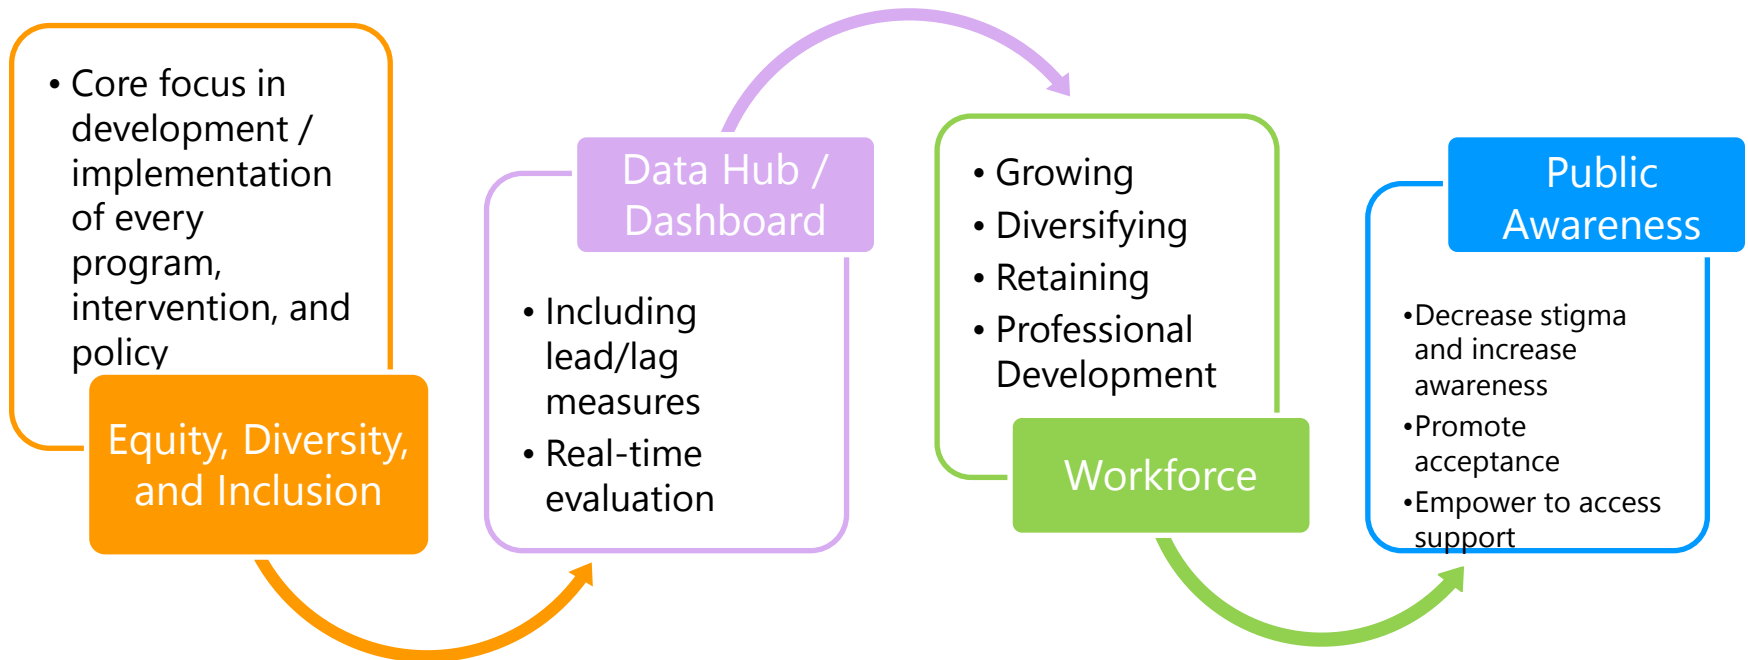 • Core focus in
development /
implementation
of every
program,
intervention, and
policy
Equity, Diversity,
and Inclusion
Data Hub /
Dashboard
• Including
lead/lag
measures
• Real-time
evaluation
• Growing
• Diversifying
• Retaining
• Professional
Development
Workforce
Public
Awareness
•Decrease stigma
and increase
awareness
•Promote
acceptance
•Empower to access
support